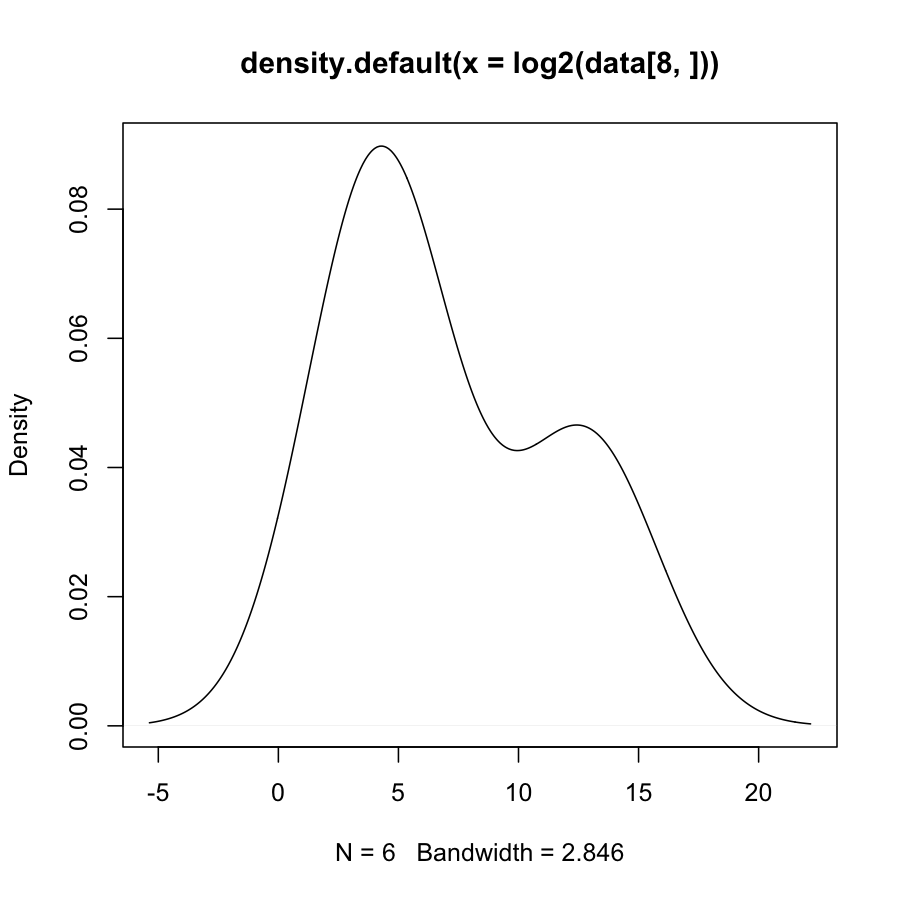 density.default(x = log2(data[8, ]))
Density
0.08
0.06
0.04
0.02
0.00
-5 0 5 10 15 20
N = 6 Bandwidth = 2.846